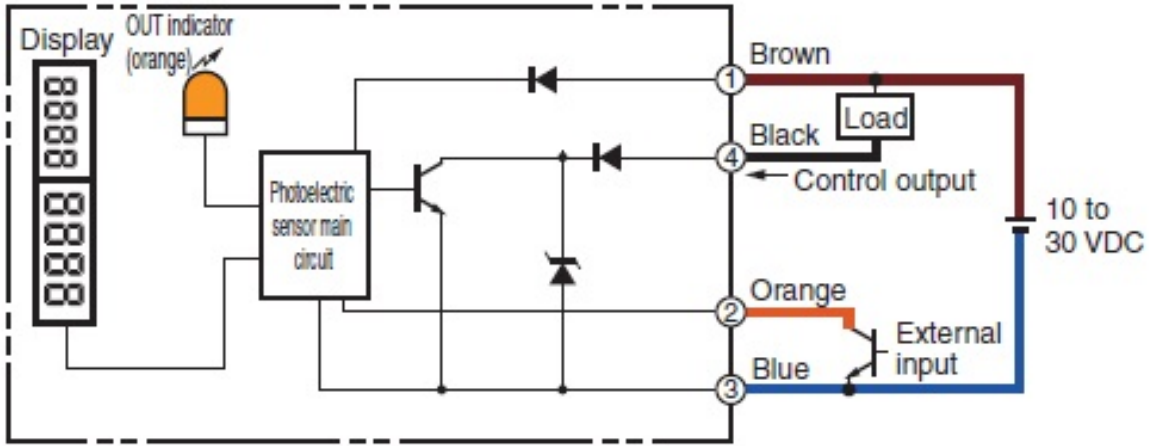 Display
OUT indicator
(orange)
8888
8888
Photoelectric
sensor main
circuit
1
Brown
Load
4
Black
Control output
10 to
30 VDC
2
Orange
External
input
3
Blue